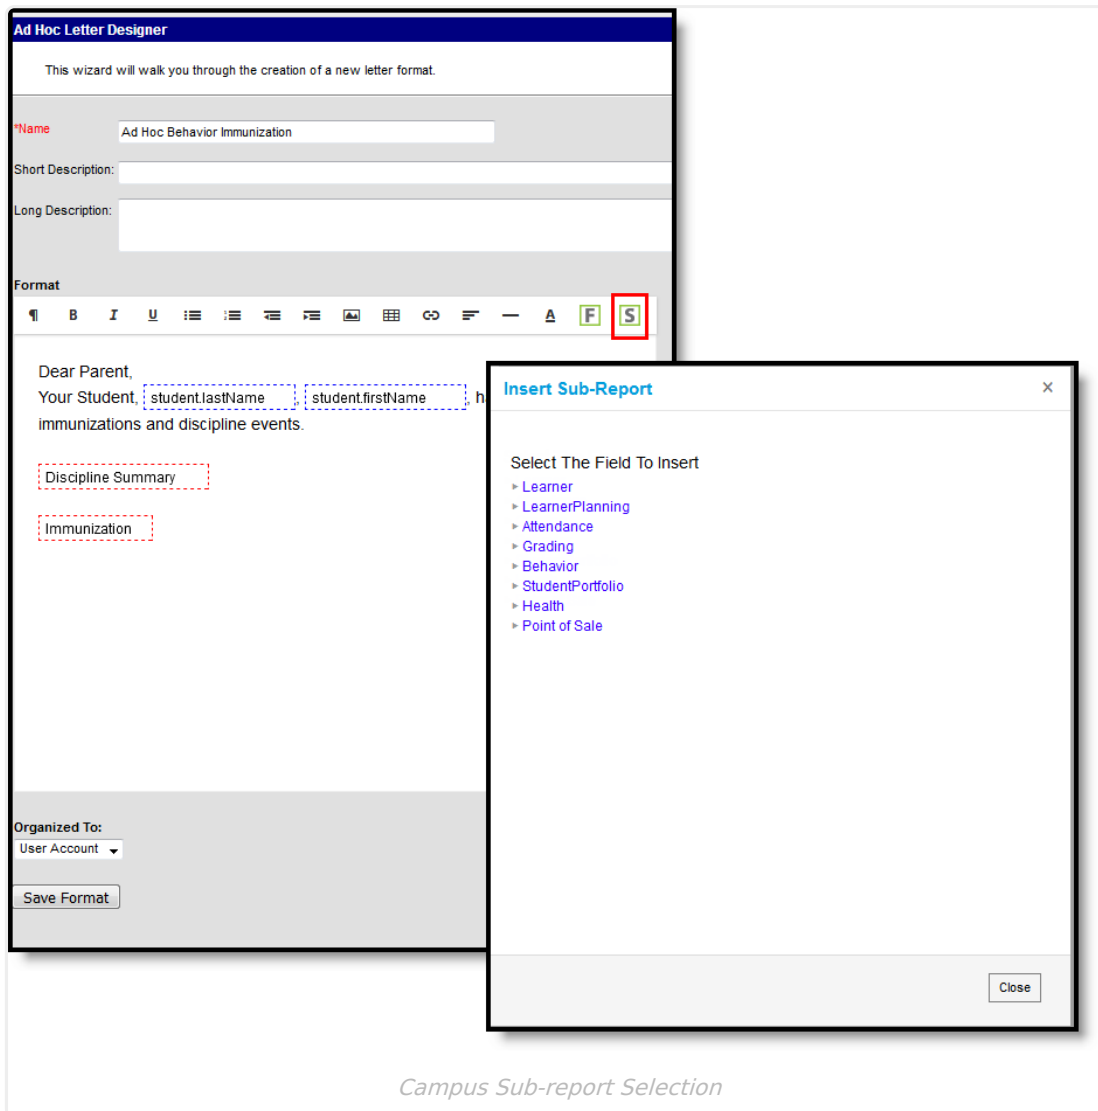 Ad Hoc Letter Designer
This wizard will walk you through the creation of a new letter format.
*Name
Ad Hoc Behavior Immunization
Short Description:
Long Description:
Format
¶ B I U A F S
Dear Parent,
Your Student, student.lastName , student.firstName , h
immunizations and discipline events.
Discipline Summary
Immunization
Organized To:
User Account
Save Format
Insert Sub-Report ×
Select The Field To Insert
Learner
LearnerPlanning
Attendance
Grading
Behavior
StudentPortfolio
Health
Point of Sale
Close
Campus Sub-report Selection